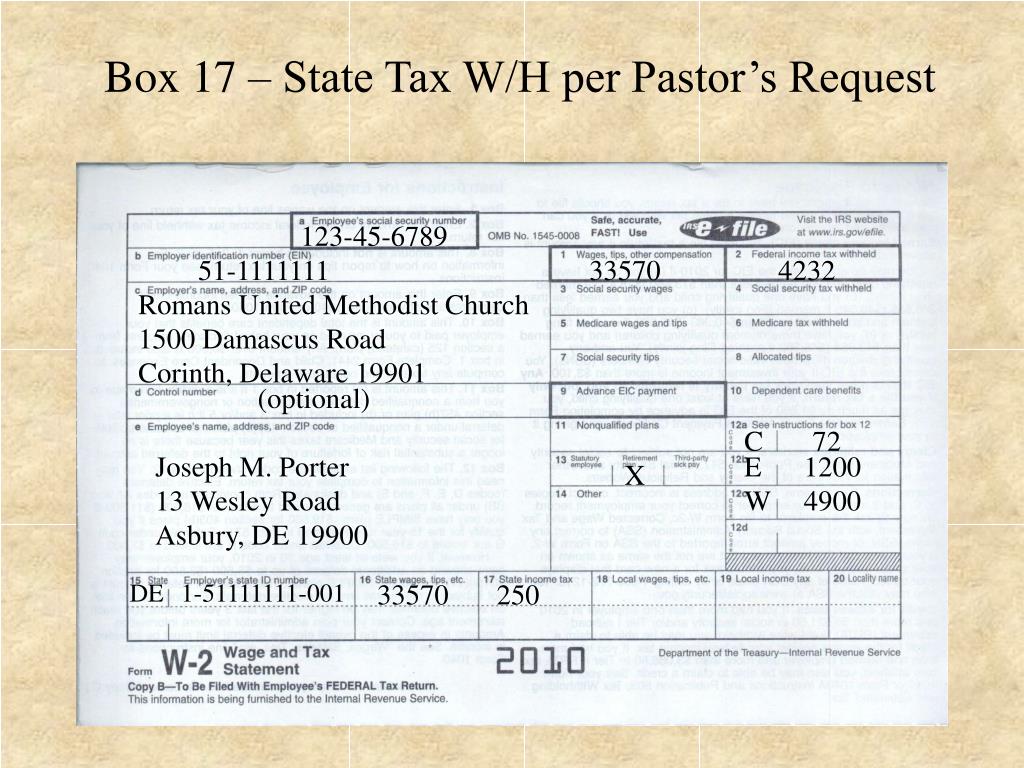 Box 17 – State Tax W/H per Pastor’s Request
a Employee's social security number
123-45-6789
OMB No. 1545-0008
Safe, accurate,
FAST! Use
IRS e file
Visit the IRS website
at www.irs.gov/efile.
b Employer identification number (EIN)
51-1111111
1 Wages, tips, other compensation
33570
2 Federal income tax withheld
4232
c Employer's name, address, and ZIP code
Romans United Methodist Church
1500 Damascus Road
Corinth, Delaware 19901
3 Social security wages
4 Social security tax withheld
5 Medicare wages and tips
6 Medicare tax withheld
7 Social security tips
8 Allocated tips
d Control number
(optional)
9 Advance EIC payment
10 Dependent care benefits
e Employee's name, address, and ZIP code
Joseph M. Porter
13 Wesley Road
Asbury, DE 19900
11 Nonqualified plans
12a See instructions for box 12
C 72
13 Statutory employee Retirement plan Third-party sick pay
X
12b
E 1200
14 Other
12c
W 4900
12d
15 State Employer's state ID number
DE 1-51111111-001
16 State wages, tips, etc.
33570
17 State income tax
250
18 Local wages, tips, etc.
19 Local income tax
20 Locality name
Form W-2 Wage and Tax
Statement
2010
Department of the Treasury—Internal Revenue Service
Copy B—To Be Filed With Employee's FEDERAL Tax Return.
This information is being furnished to the Internal Revenue Service.